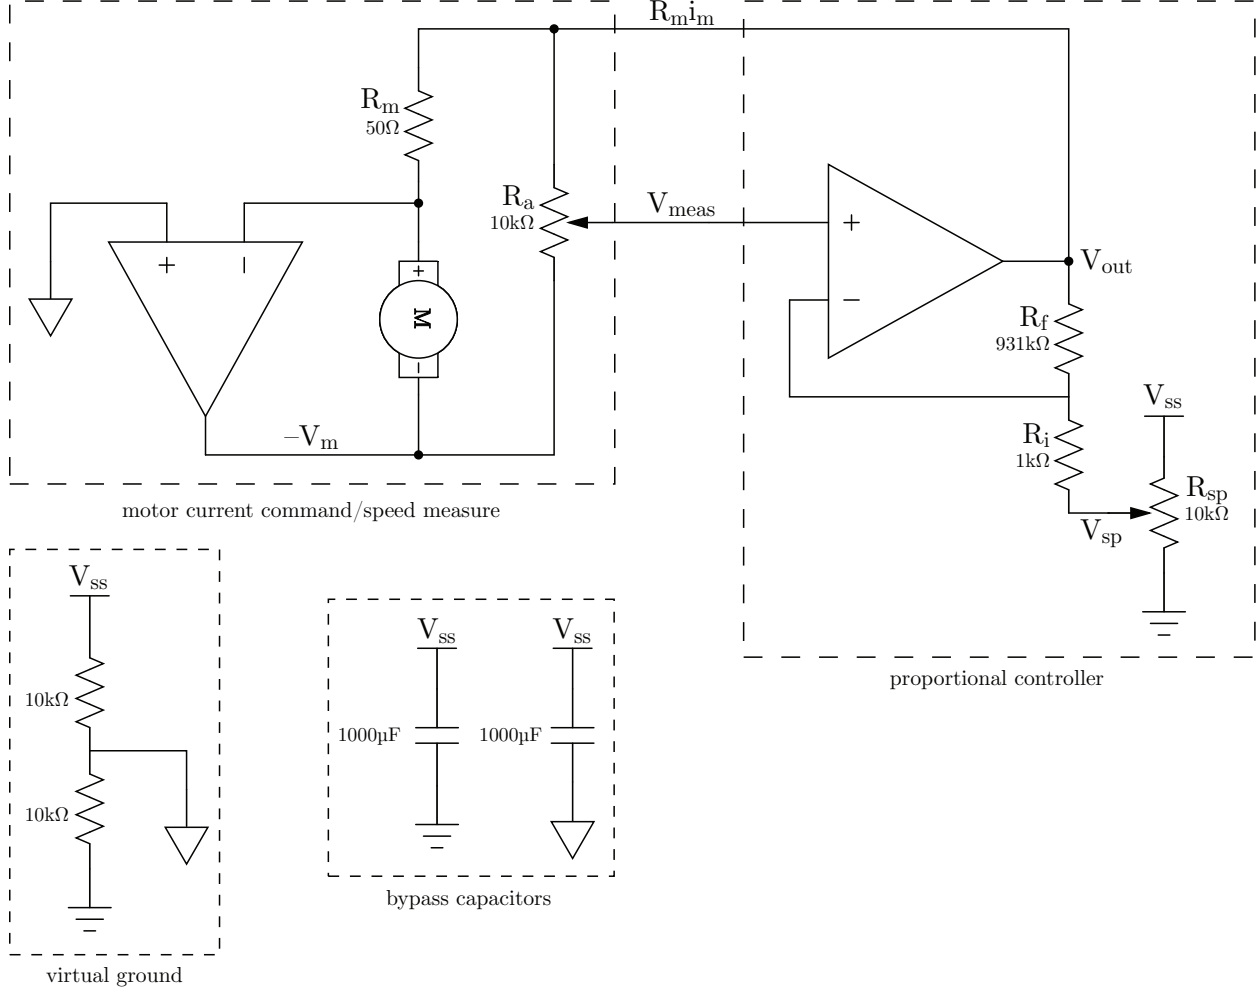 Rmim
Rm
50Ω
Ra
10kΩ
Vmeas
+
–
+
−
+
M
−
Vout
Rf
931kΩ
–Vm
Ri
1kΩ
Vss
Rsp
10kΩ
Vsp
motor current command/speed measure
proportional controller
Vss
10kΩ
10kΩ
virtual ground
Vss
Vss
1000µF
1000µF
bypass capacitors